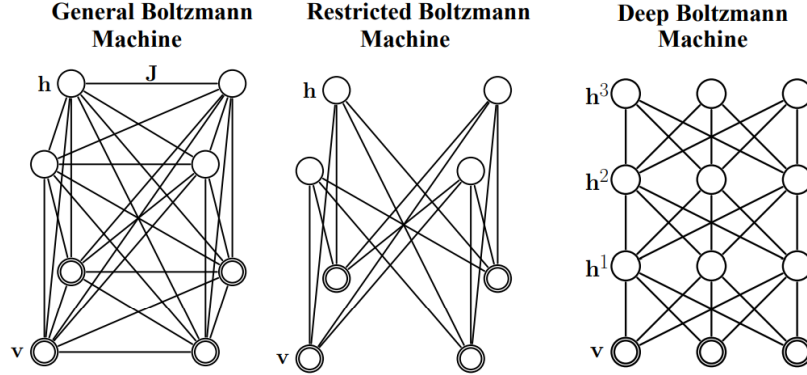 General Boltzmann
Machine
h
J
v
Restricted Boltzmann
Machine
h
v
Deep Boltzmann
Machine
h³
h²
h¹
v